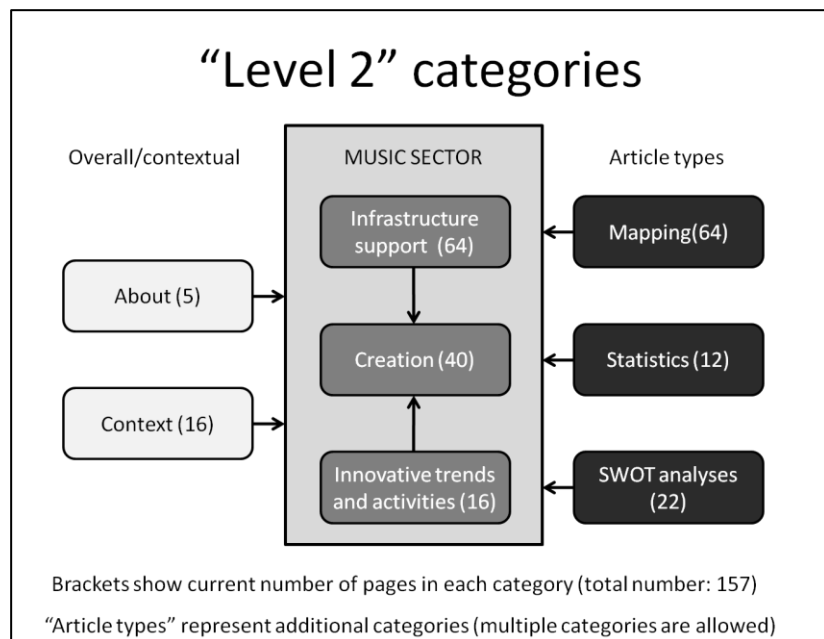 “Level 2” categories
Overall/contextual
MUSIC SECTOR
Article types
Infrastructure
support (64)
Mapping(64)
About (5)
Creation (40)
Statistics (12)
Context (16)
Innovative trends
and activities (16)
SWOT analyses
(22)
Brackets show current number of pages in each category (total number: 157)
“Article types” represent additional categories (multiple categories are allowed)